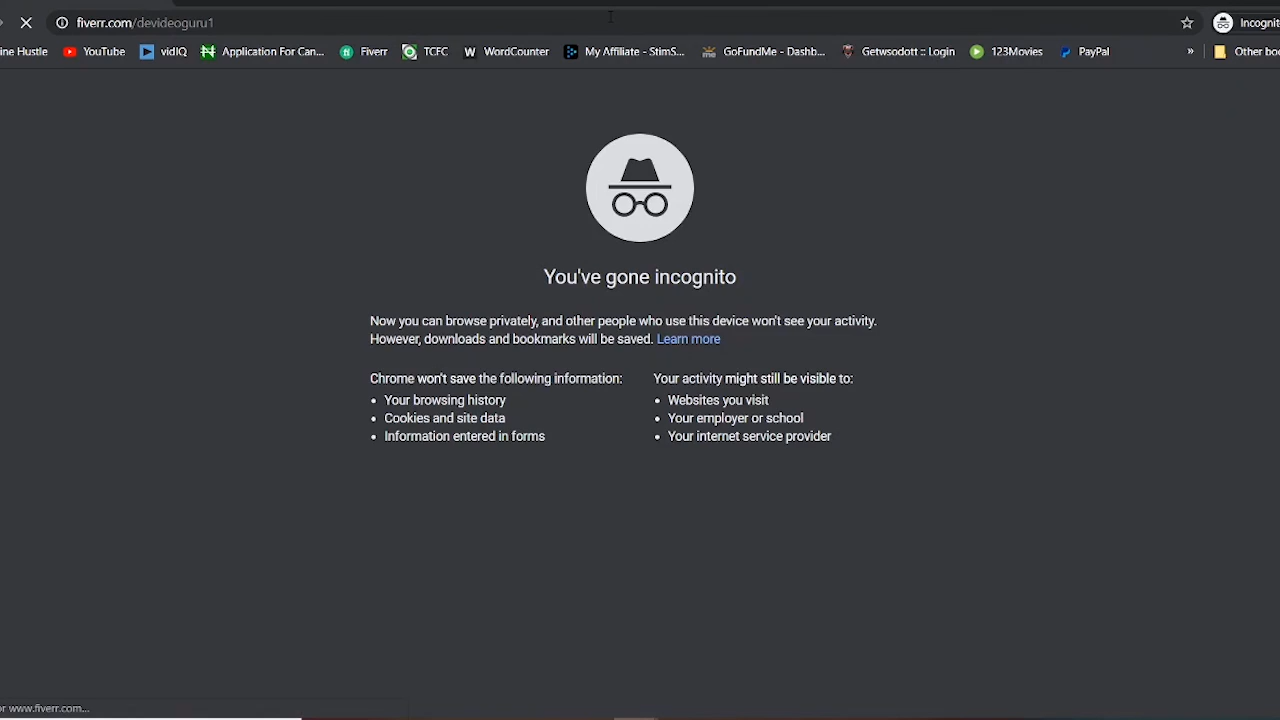 fiverr.com/devideoguru1
Incognit
ine Hustle YouTube vidIQ Application For Can... Fiverr TCFC WordCounter My Affiliate - StimS... GoFundMe - Dashb... Getwsodott :: Login 123Movies PayPal » Other boo
You've gone incognito
Now you can browse privately, and other people who use this device won't see your activity.
However, downloads and bookmarks will be saved. Learn more
Chrome won't save the following information:
• Your browsing history
• Cookies and site data
• Information entered in forms
Your activity might still be visible to:
• Websites you visit
• Your employer or school
• Your internet service provider
or www.fiverr.com...